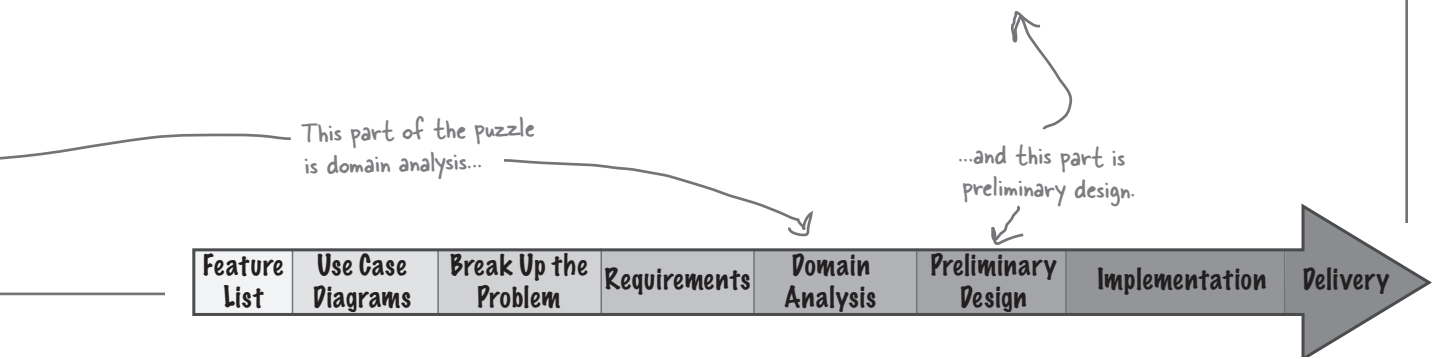 This part of the puzzle
is domain analysis...
...and this part is
preliminary design.
Feature
List
Use Case
Diagrams
Break Up the
Problem
Requirements
Domain
Analysis
Preliminary
Design
Implementation
Delivery